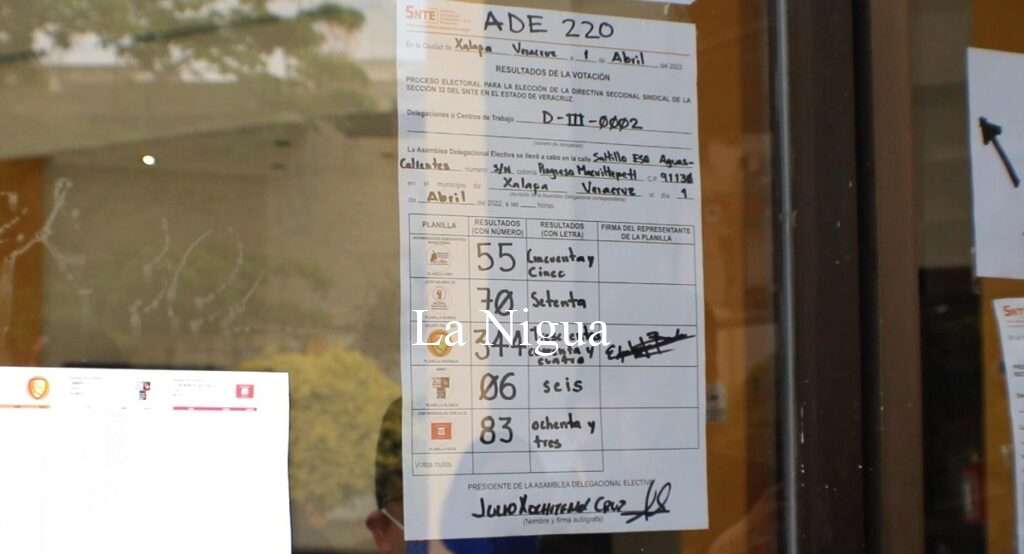 SNTE
ADE 220
En la Ciudad de Xalapa Veracruz, a 1 de Abril del 2022
RESULTADOS DE LA VOTACIÓN
PROCESO ELECTORAL PARA LA ELECCIÓN DE LA DIRECTIVA SECCIONAL SINDICAL DE LA
SECCIÓN 32 DEL SNTE EN EL ESTADO DE VERACRUZ.
Delegaciones o Centros de Trabajo D-III-0002
La Asamblea Delegacional Electiva se llevó a cabo en la calle Saltillo ESQ Aguas-
Calientes número S/N colonia Progreso Macuiltepetl C.P. 91130
en el municipio de Xalapa Veracruz el día 1
de Abril de 2022, a las horas.
PLANILLA RESULTADOS (CON NÚMERO) RESULTADOS (CON LETRA) FIRMA DEL REPRESENTANTE DE LA PLANILLA
55 Cincuenta y
Cinco
70 Setenta
La Nigua
344 cuatro
06 seis
83 ochenta y
tres
Votos nulos
PRESIDENTE DE LA ASAMBLEA DELEGACIONAL ELECTIVA
JULIO CRUZ
(Nombre y firma autógrafa)